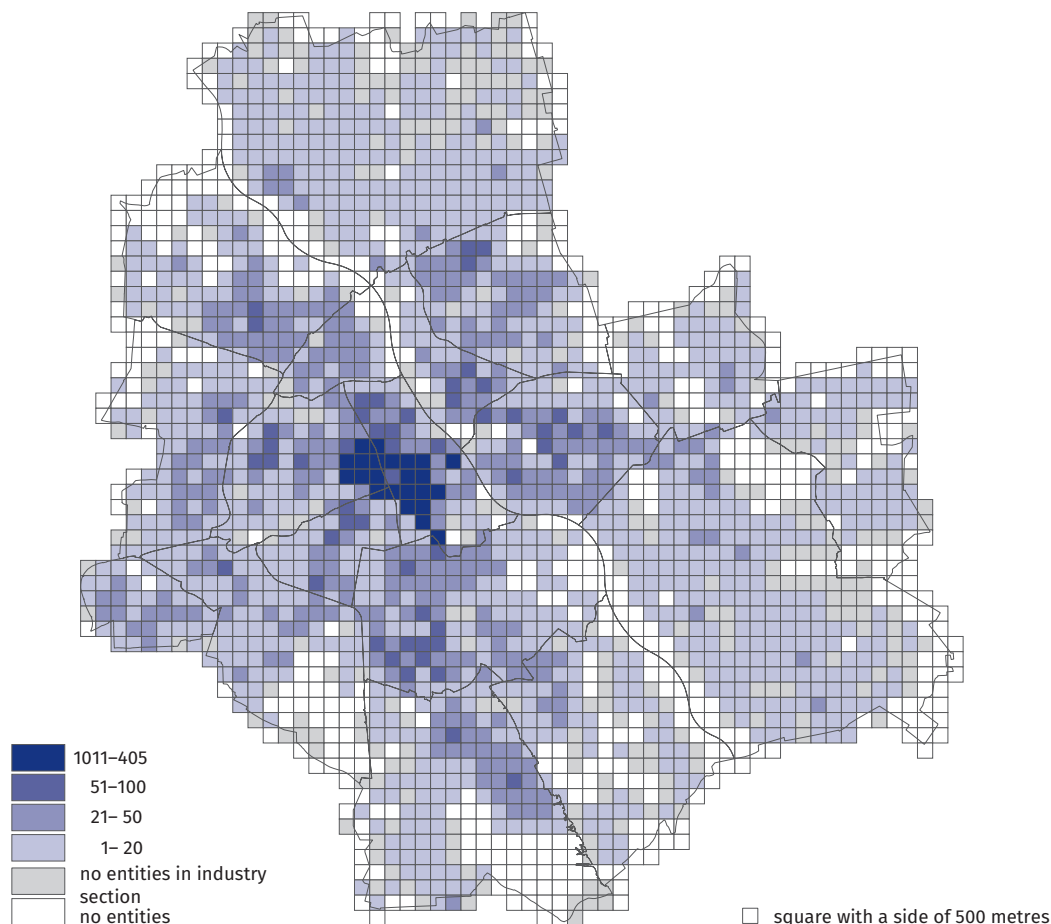 1011–405
51–100
21– 50
1– 20
no entities in industry
section
no entities
square with a side of 500 metres